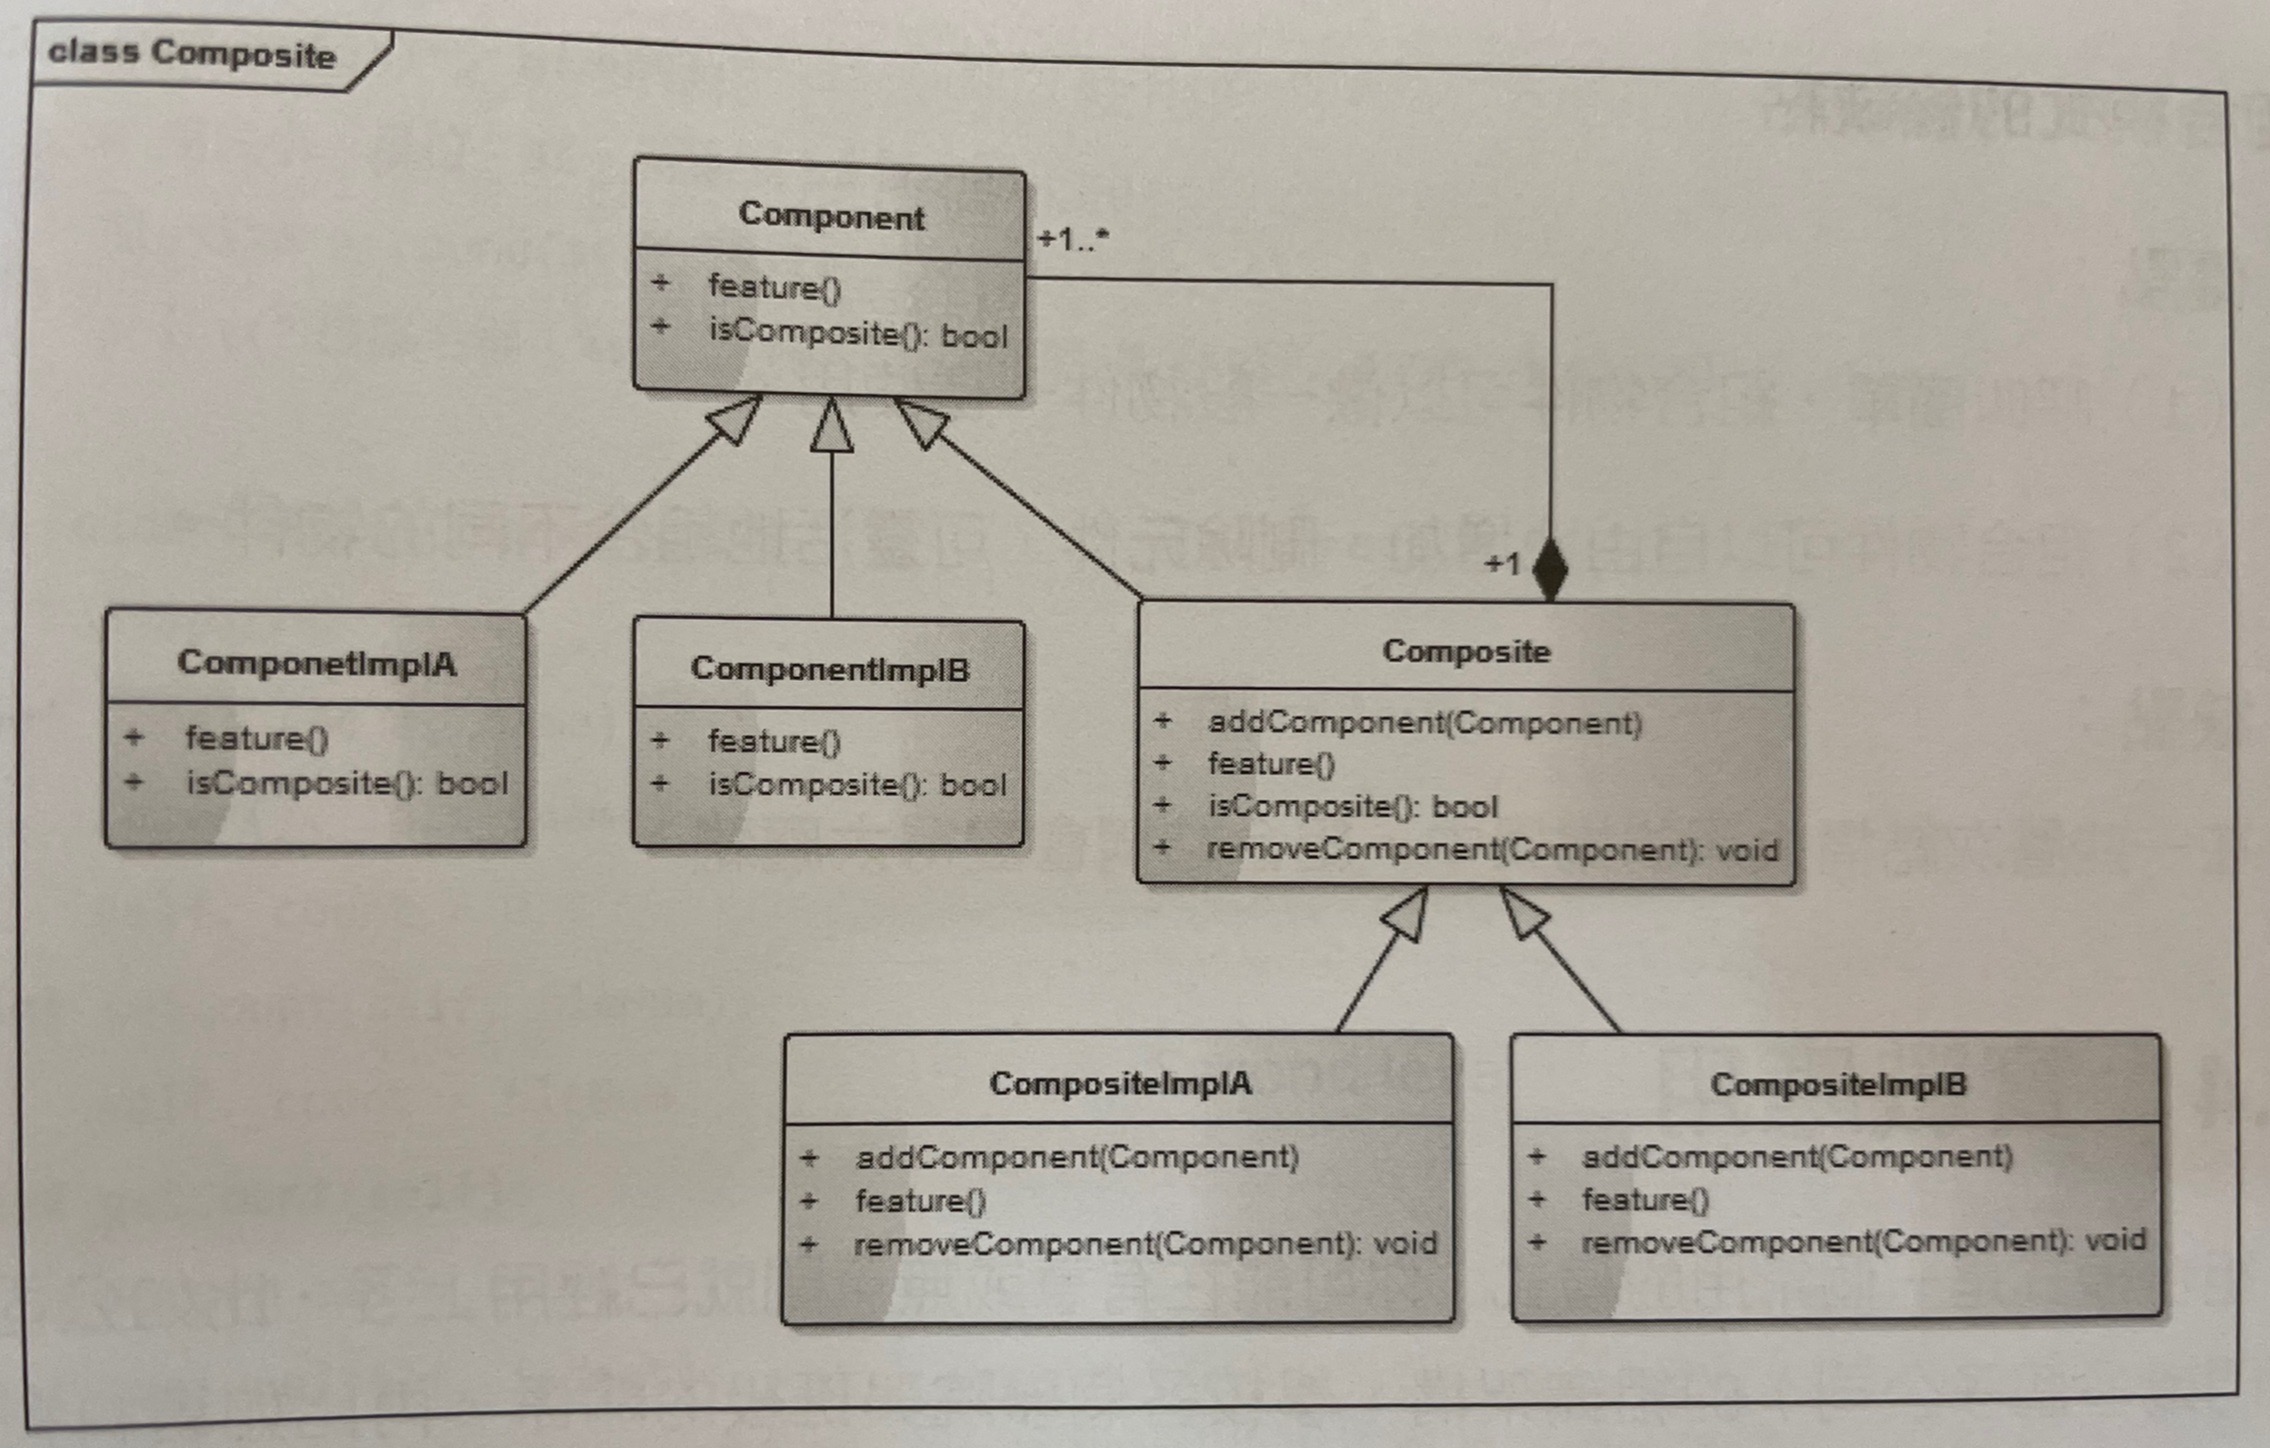 class Composite
Component
+1..*
+ feature()
+ isComposite(): bool
+1
ComponetImplA
+ feature()
+ isComposite(): bool
ComponentImplB
+ feature()
+ isComposite(): bool
Composite
+ addComponent(Component)
+ feature()
+ isComposite(): bool
+ removeComponent(Component): void
CompositeImplA
+ addComponent(Component)
+ feature()
+ removeComponent(Component): void
CompositeImplB
+ addComponent(Component)
+ feature()
+ removeComponent(Component): void